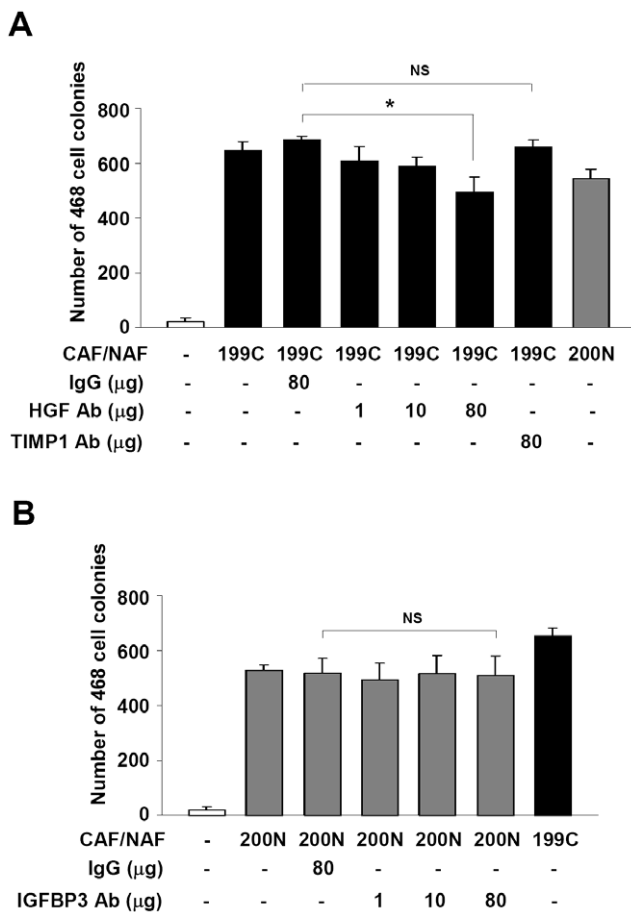 A
NS
*
800
600
400
200
0
Number of 468 cell colonies
CAF/NAF - 199C 199C 199C 199C 199C 199C 200N
IgG (μg) - - 80 - - - - -
HGF Ab (μg) - - - 1 10 80 - -
TIMP1 Ab (μg) - - - - - - 80 -
B
NS
800
600
400
200
0
Number of 468 cell colonies
CAF/NAF - 200N 200N 200N 200N 200N 199C
IgG (μg) - - 80 - - - -
IGFBP3 Ab (μg) - - - 1 10 80 -